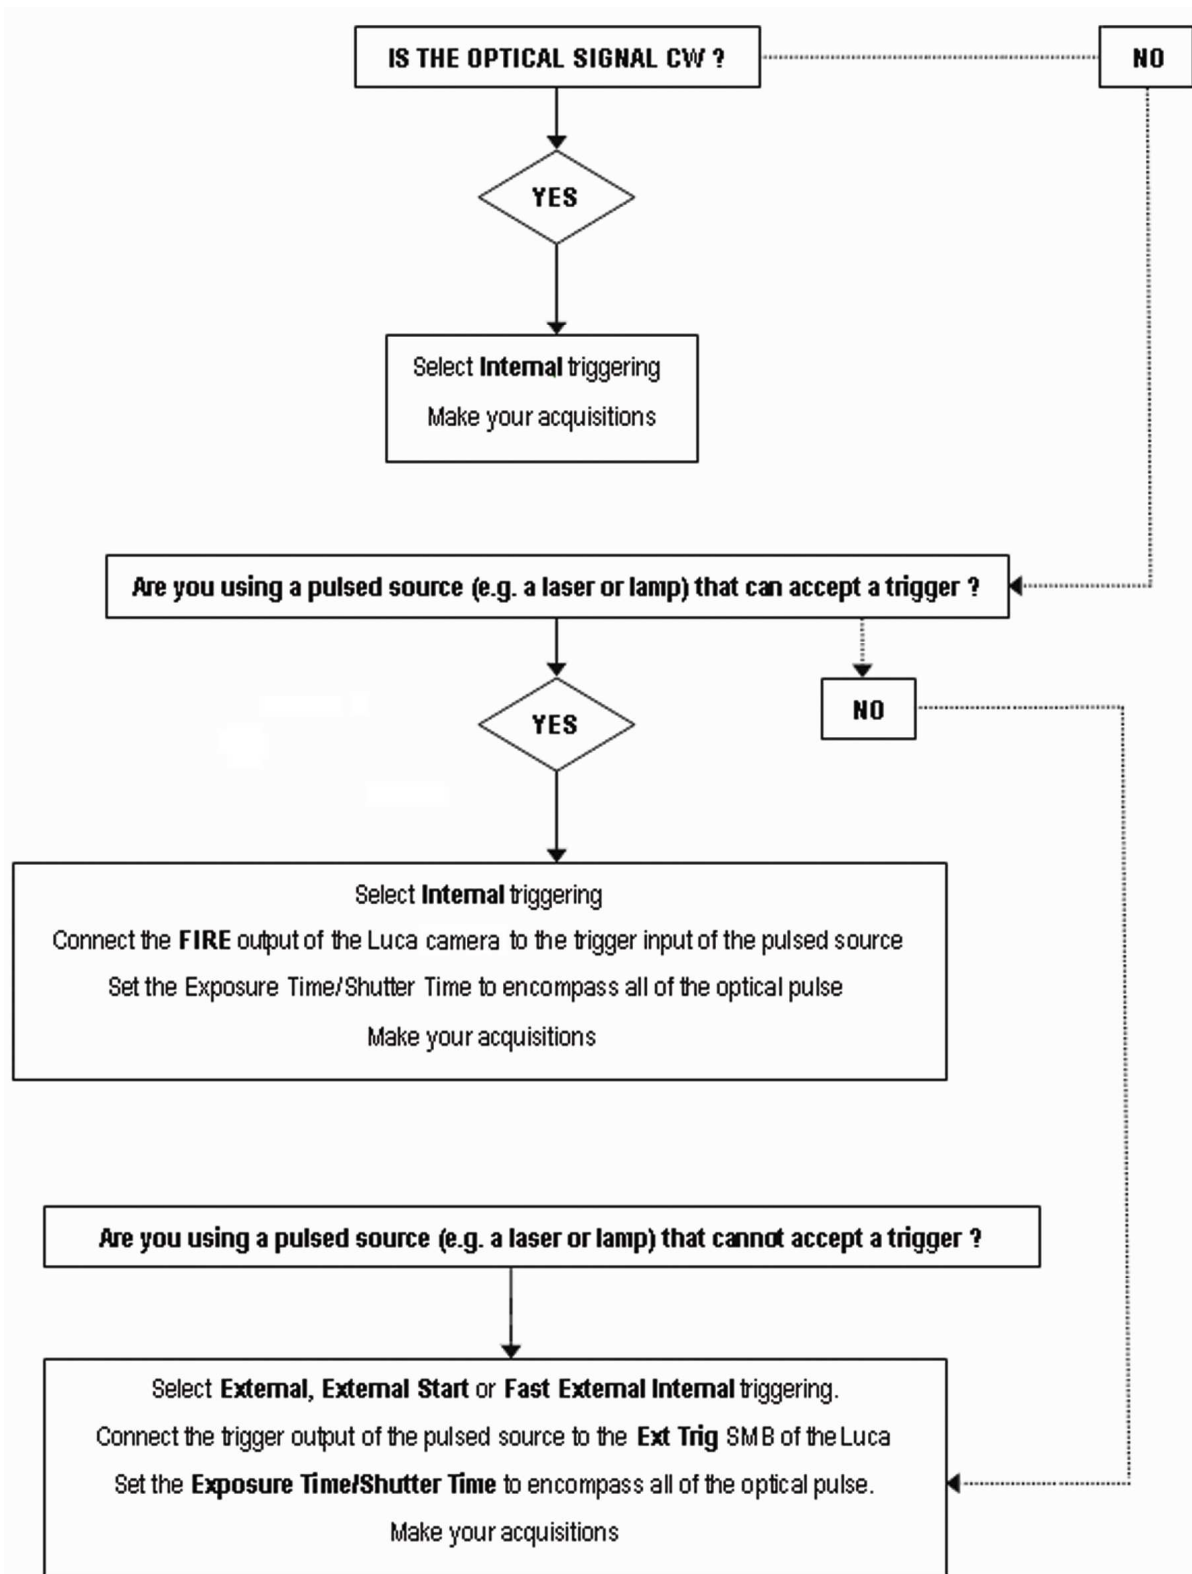 IS THE OPTICAL SIGNAL CW ?
NO
YES
Select Internal triggering
Make your acquisitions
Are you using a pulsed source (e.g. a laser or lamp) that can accept a trigger ?
NO
YES
Select Internal triggering
Connect the FIRE output of the Luca camera to the trigger input of the pulsed source
Set the Exposure Time/Shutter Time to encompass all of the optical pulse
Make your acquisitions
Are you using a pulsed source (e.g. a laser or lamp) that cannot accept a trigger ?
Select External, External Start or Fast External Internal triggering.
Connect the trigger output of the pulsed source to the Ext Trig SMB of the Luca
Set the Exposure Time/Shutter Time to encompass all of the optical pulse.
Make your acquisitions